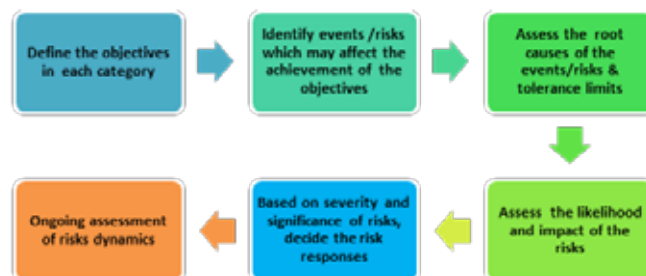 Define the objectives
in each category
Identify events /risks
which may affect the
achievement of the
objectives
Assess the root
causes of the
events/risks &
tolerance limits
Assess the likelihood
and impact of the
risks
Based on severity and
significance of risks,
decide the risk
responses
Ongoing assessment
of risks dynamics